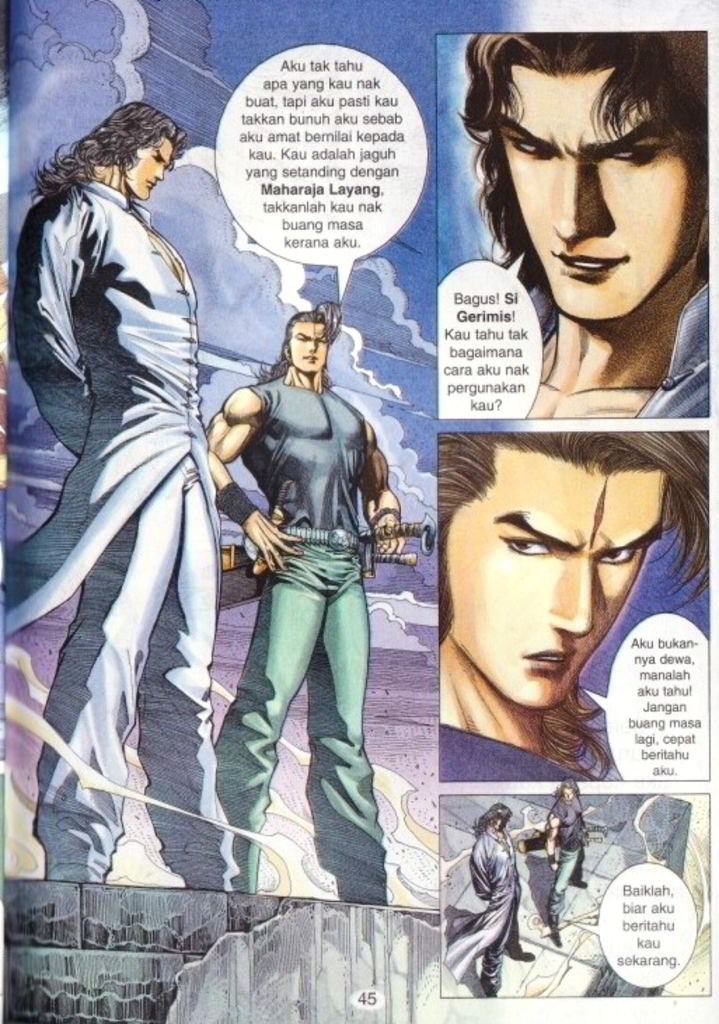 Aku tak tahu
apa yang kau nak
buat, tapi aku pasti kau
takkan bunuh aku sebab
aku amat bernilai kepada
kau. Kau adalah jaguh
yang setanding dengan
Maharaja Layang,
takkanlah kau nak
buang masa
kerana aku.
Bagus! Si
Gerimis!
Kau tahu tak
bagaimana
cara aku nak
pergunakan
kau?
Aku bukan-
nya dewa,
manalah
aku tahu!
Jangan
buang masa
lagi, cepat
beritahu
aku.
Baiklah,
biar aku
beritahu
kau
sekarang.
45